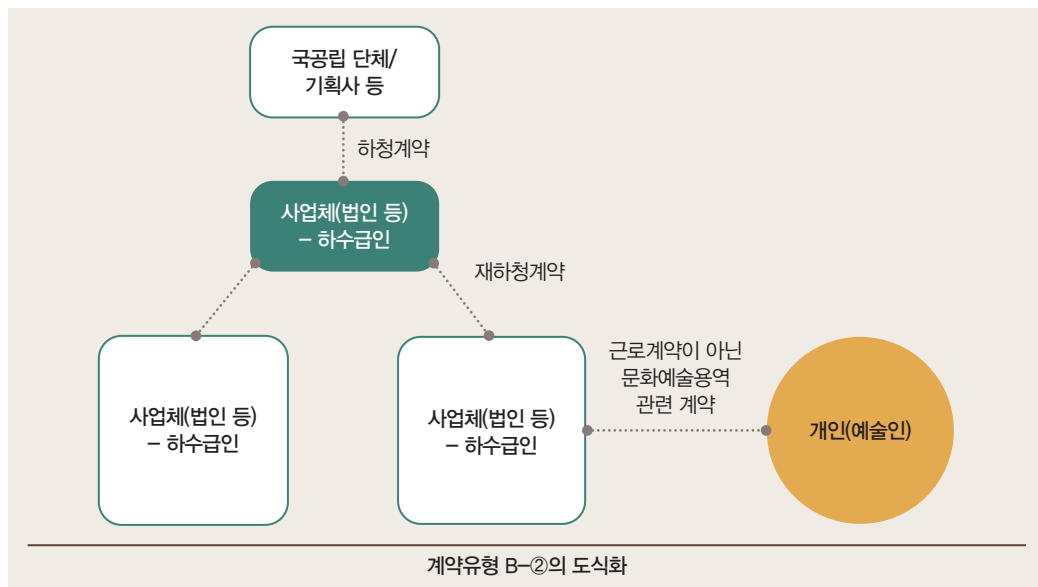 국공립 단체/
기획사 등
하청계약
사업체(법인 등)
– 하수급인
재하청계약
사업체(법인 등)
– 하수급인
사업체(법인 등)
– 하수급인
근로계약이 아닌
문화예술용역
관련 계약
개인(예술인)
계약유형 B–②의 도식화